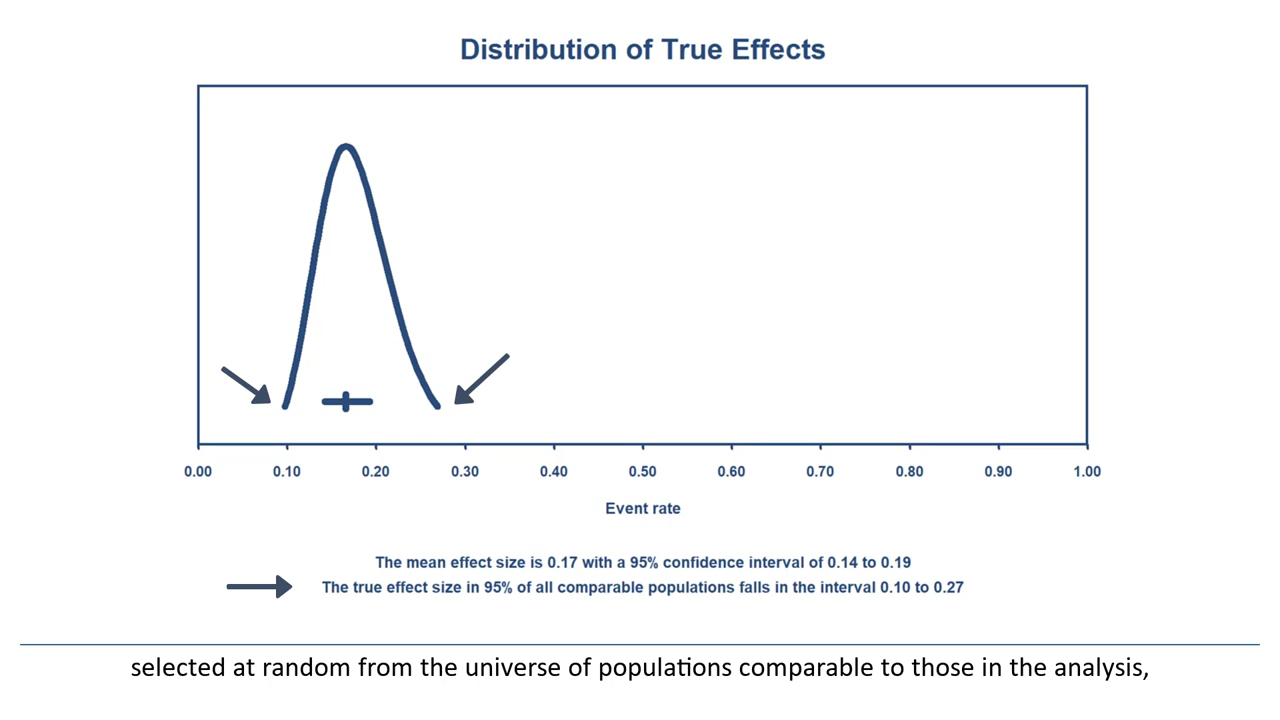 Distribution of True Effects
0.00 0.10 0.20 0.30 0.40 0.50 0.60 0.70 0.80 0.90 1.00
Event rate
The mean effect size is 0.17 with a 95% confidence interval of 0.14 to 0.19
The true effect size in 95% of all comparable populations falls in the interval 0.10 to 0.27
selected at random from the universe of populations comparable to those in the analysis,